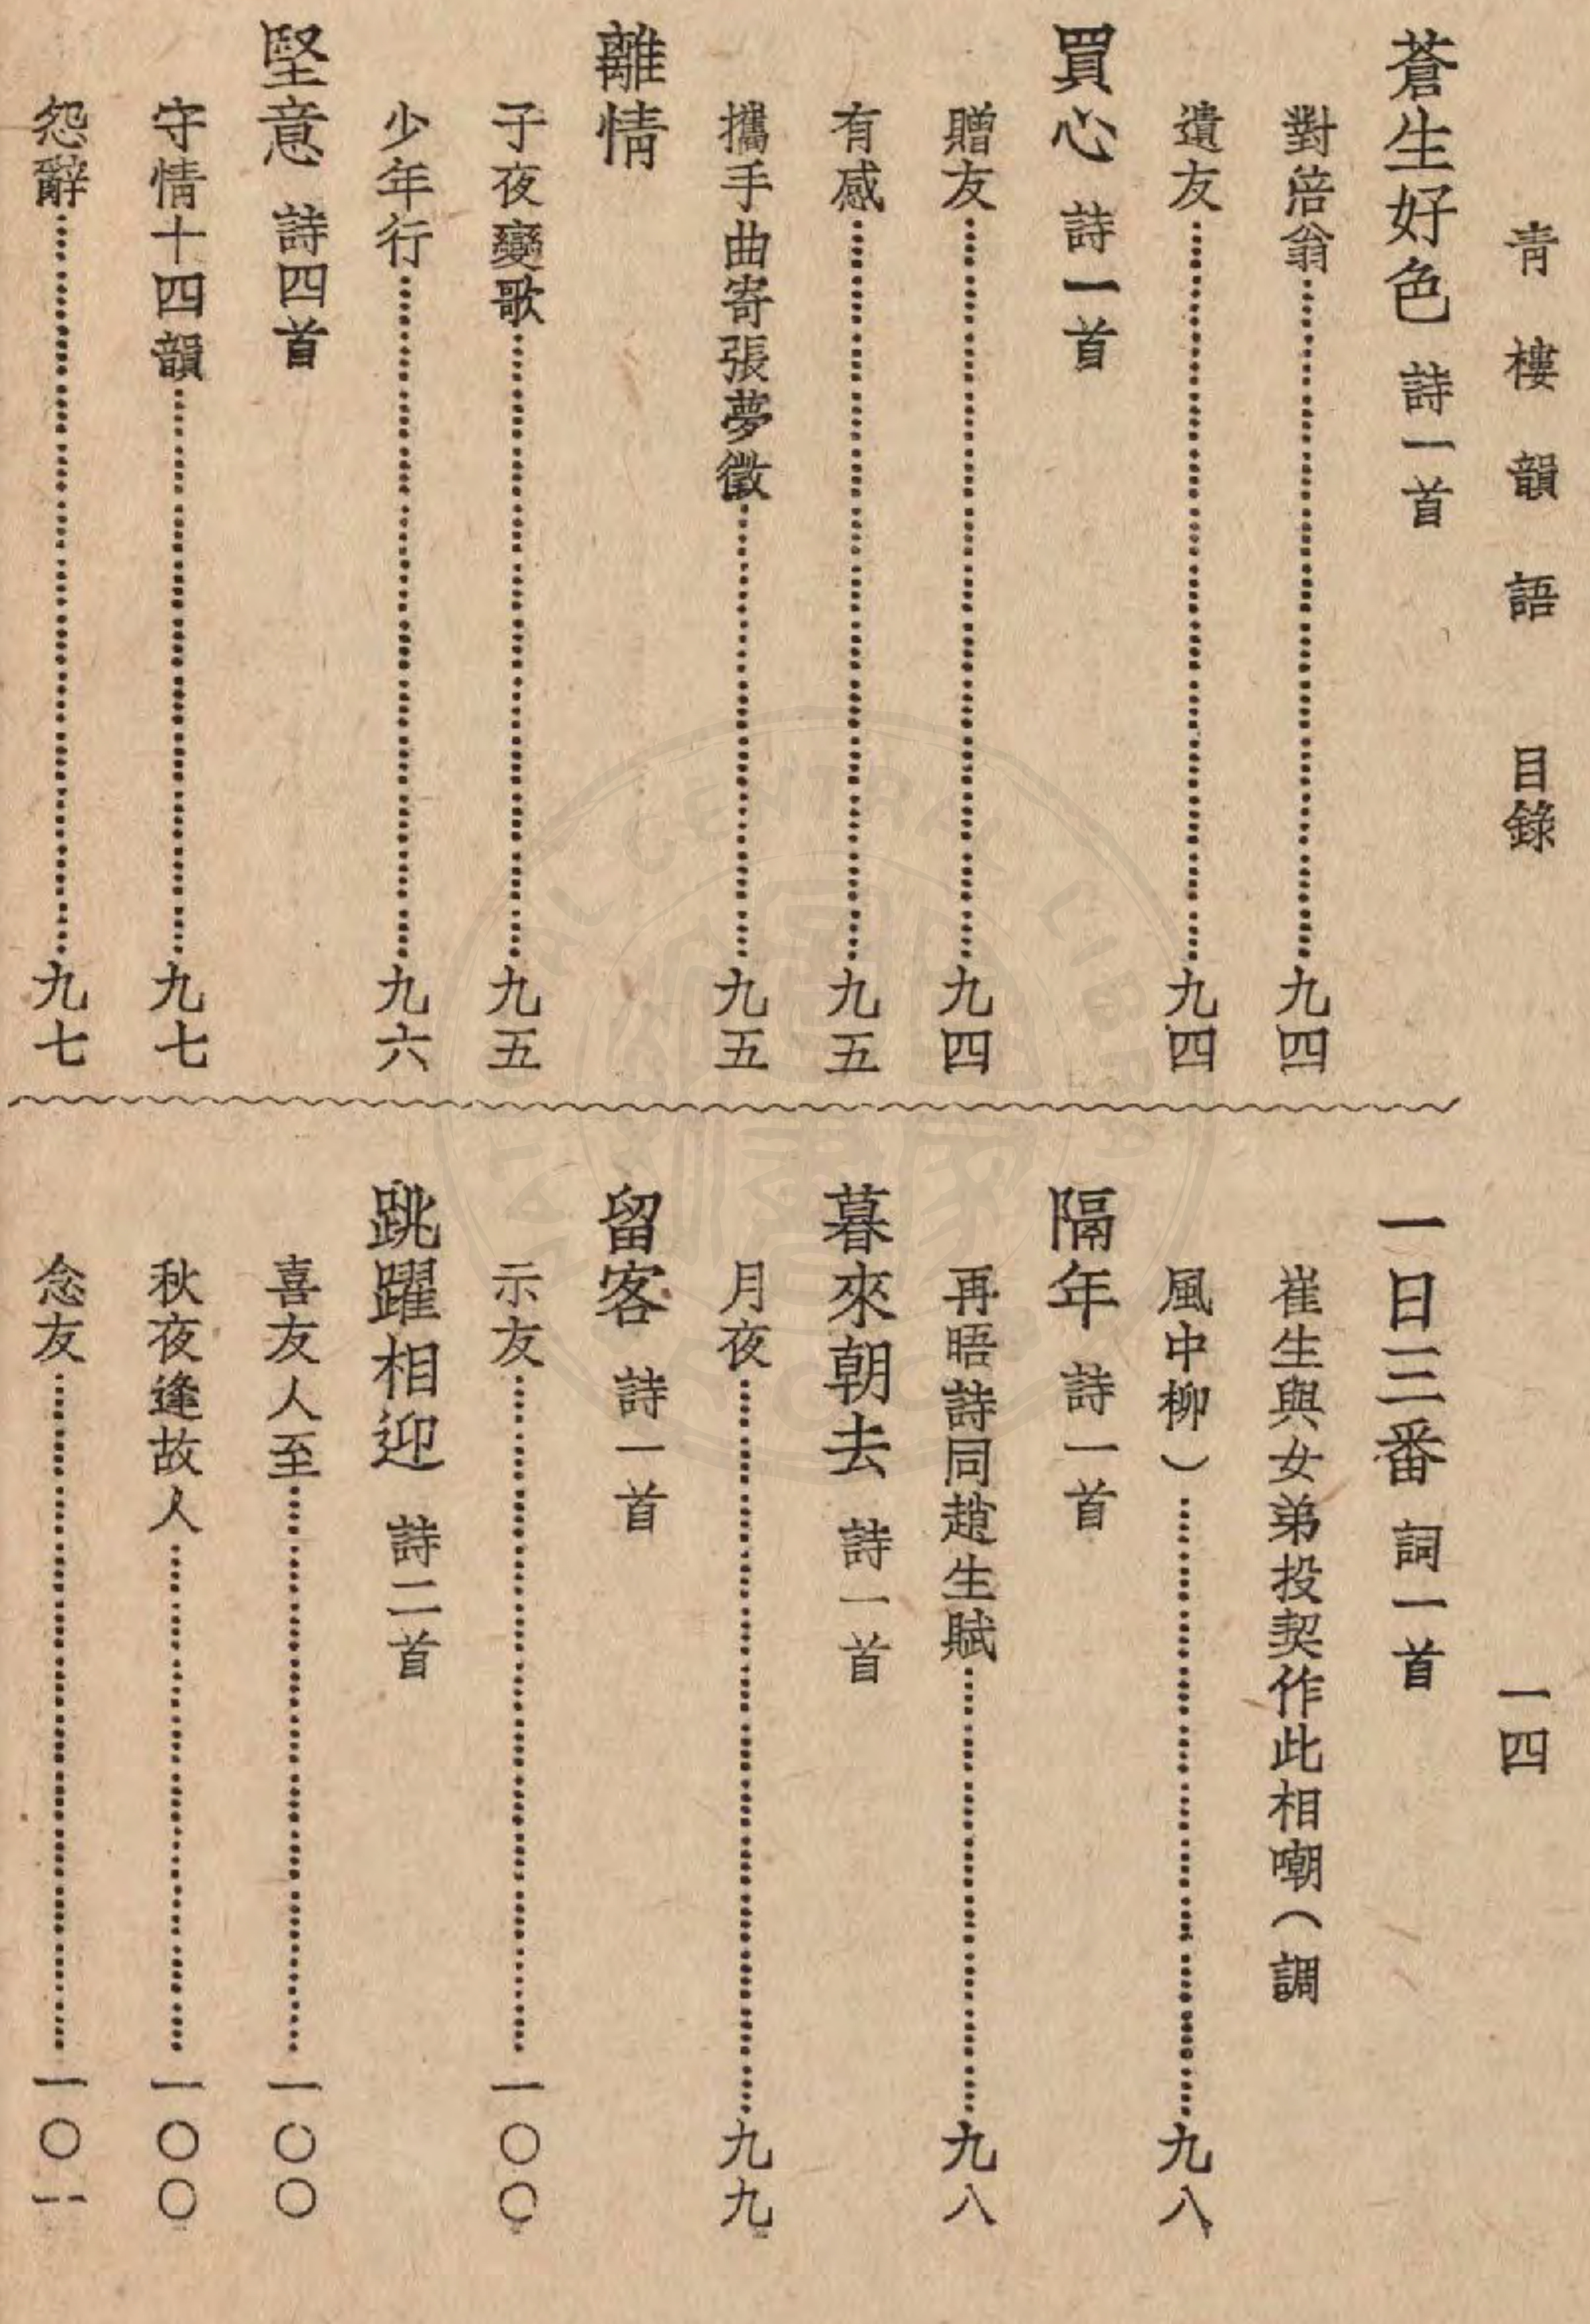 青樓韻語　目錄　一四
蒼生好色 詩一首
對倍翁……九四
遺友……九四
買心 詩一首
贈友……九四
有感……九五
攜手曲寄張夢徵……九五
離情
子夜變歌……九五
少年行……九六
堅意 詩四首
守情十四韻……九七
怨辭……九七
一日三番 詞一首
崔生與女弟投契作此相嘲（調
風中柳）……九八
隔年 詩一首
再晤詩同趙生賦……九八
暮來朝去 詩一首
月夜……九九
留客 詩一首
示友……一〇〇
跳躍相迎 詩二首
喜友人至……一〇〇
秋夜逢故人……一〇〇
念友……一〇一